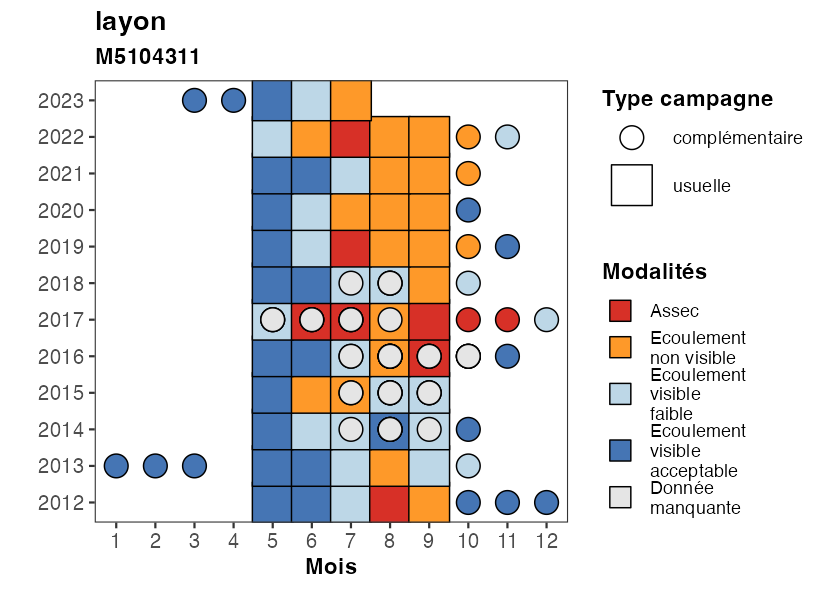 layon
M5104311
2023
2022
2021
2020
2019
2018
2017
2016
2015
2014
2013
2012
1 2 3 4 5 6 7 8 9 10 11 12
Mois
Type campagne
complémentaire
usuelle
Modalités
Assec
Ecoulement
non visible
Ecoulement
visible
faible
Ecoulement
visible
acceptable
Donnée
manquante